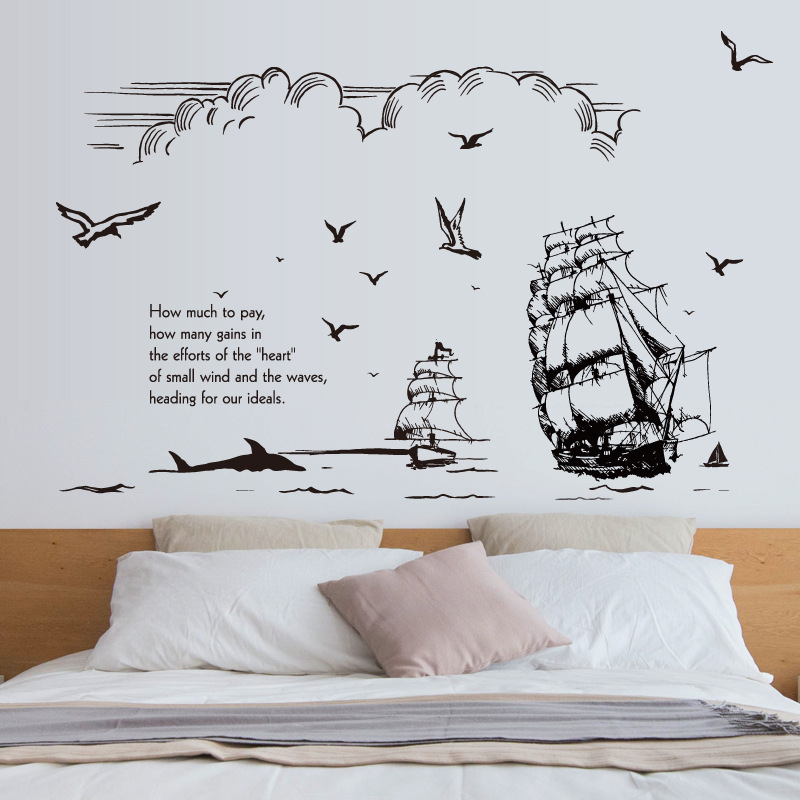 How much to pay,
how many gains in
the efforts of the "heart"
of small wind and the waves,
heading for our ideals.